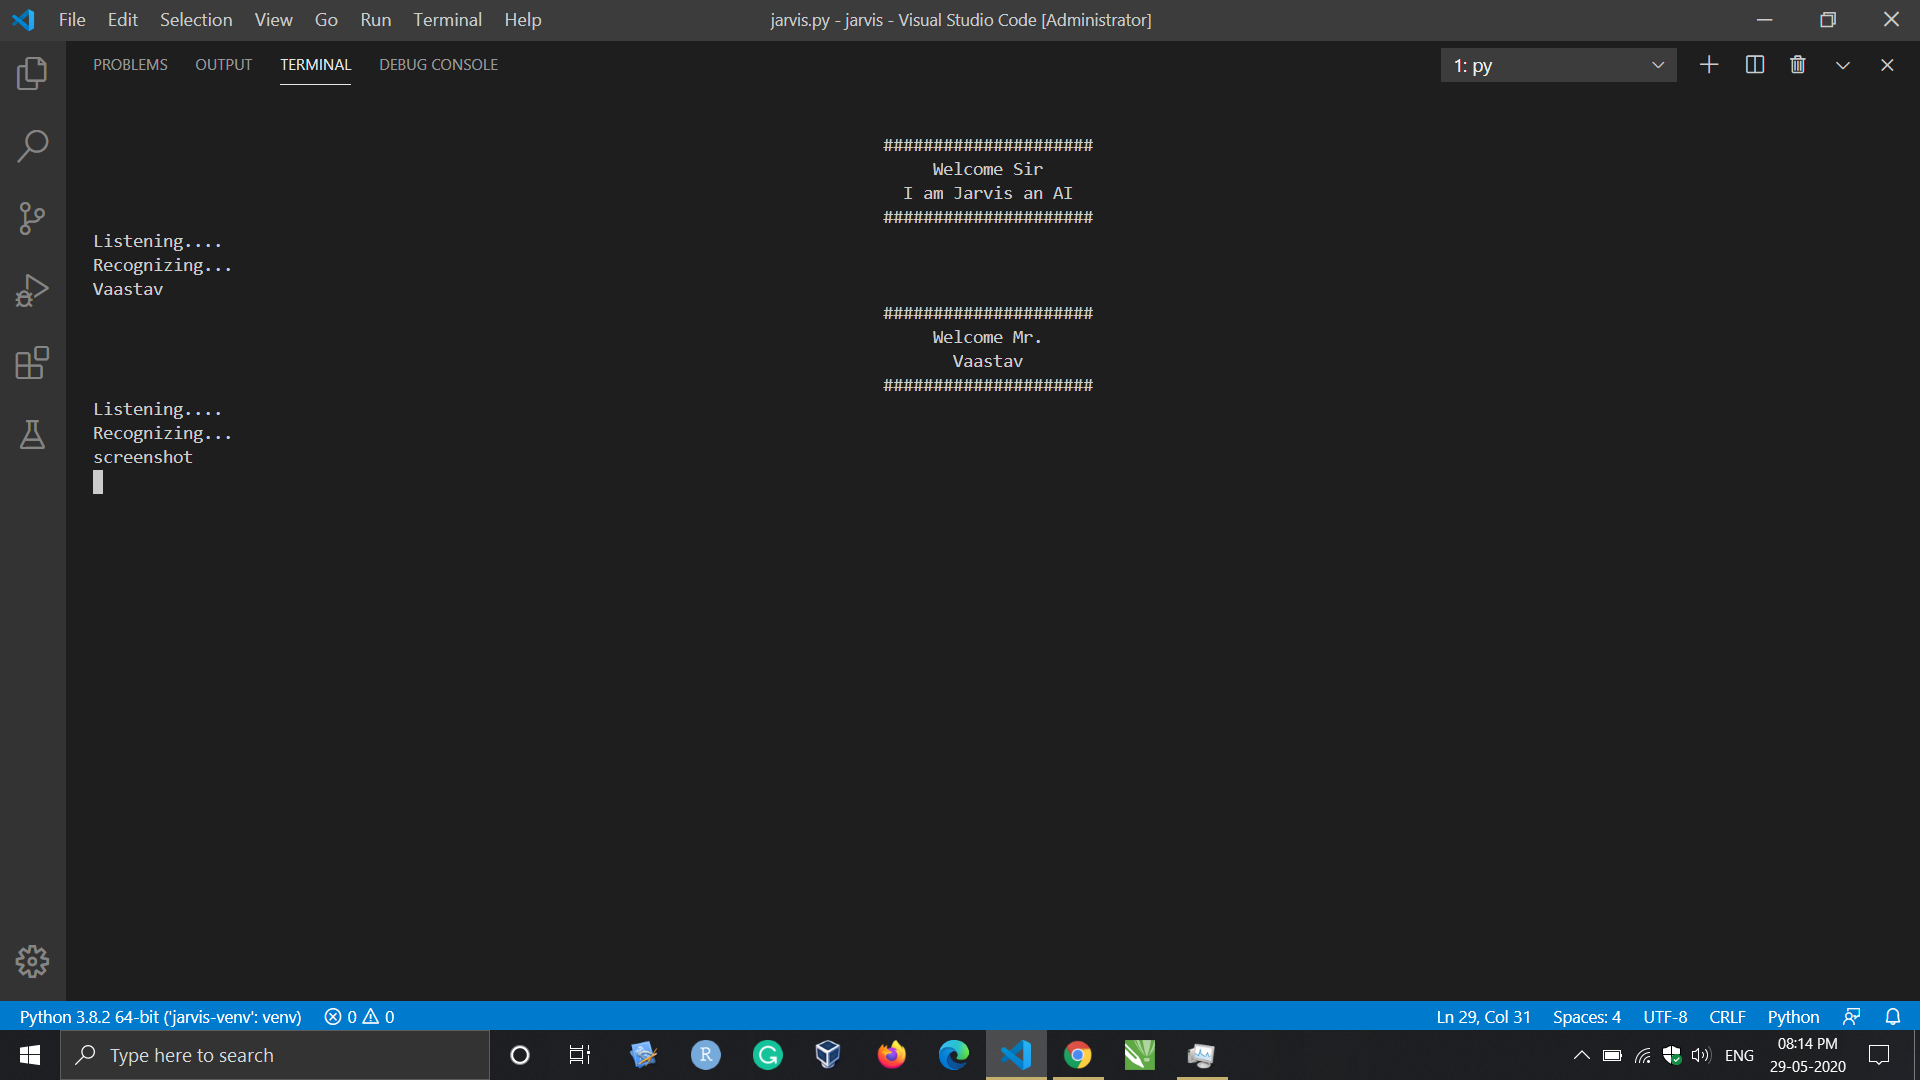 File Edit Selection View Go Run Terminal Help
jarvis.py - jarvis - Visual Studio Code [Administrator]
PROBLEMS OUTPUT TERMINAL DEBUG CONSOLE
1: py
#####################
Welcome Sir
I am Jarvis an AI
#####################
Listening....
Recognizing...
Vaastav
#####################
Welcome Mr.
Vaastav
#####################
Listening....
Recognizing...
screenshot
Python 3.8.2 64-bit ('jarvis-venv': venv) 0 0
Ln 29, Col 31 Spaces: 4 UTF-8 CRLF Python
Type here to search
R
G
ENG
08:14 PM
29-05-2020